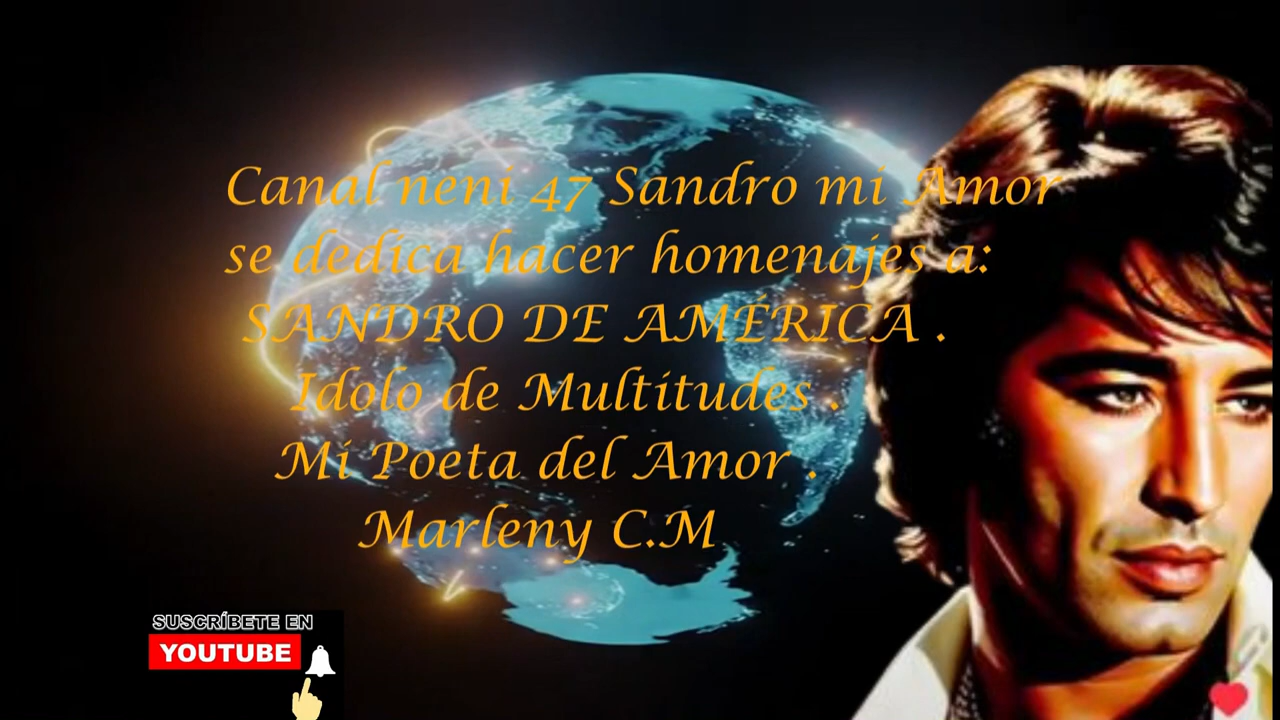 Canal neni 47 Sandro mi Amor
se dedica hacer homenajes a:
SANDRO DE AMÉRICA .
Idolo de Multitudes .
Mi Poeta del Amor .
Marleny C.M
SUSCRÍBETE EN
YOUTUBE